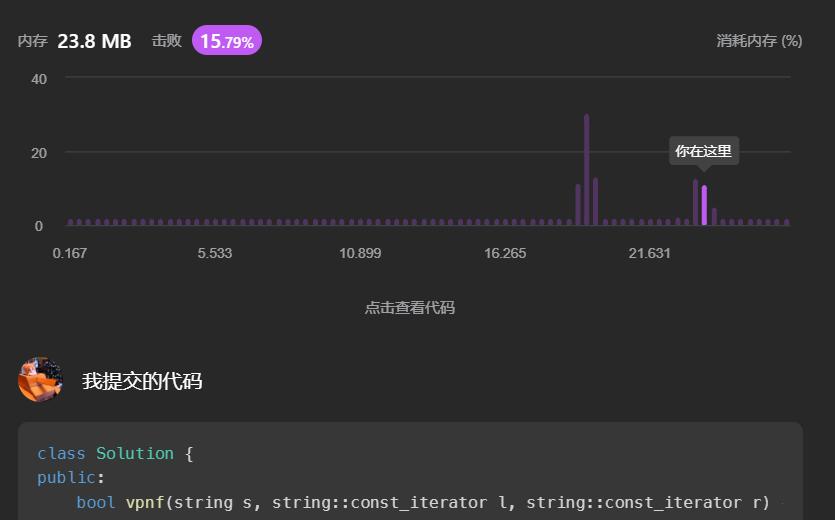 内存 23.8 MB 击败 15.79% 消耗内存 (%)
40
20
你在这里
0
0.167 5.533 10.899 16.265 21.631
点击查看代码
我提交的代码
class Solution {
public:
    bool vpnf(string s, string::const_iterator l, string::const_iterator r)